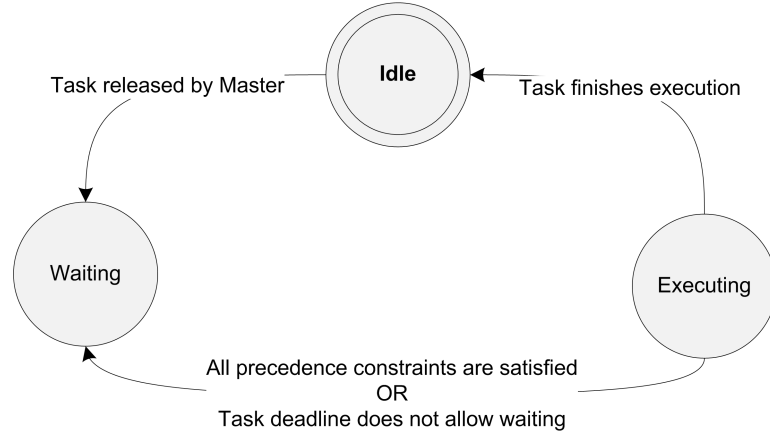 Idle
Task released by Master
Task finishes execution
Waiting
Executing
All precedence constraints are satisfied
OR
Task deadline does not allow waiting